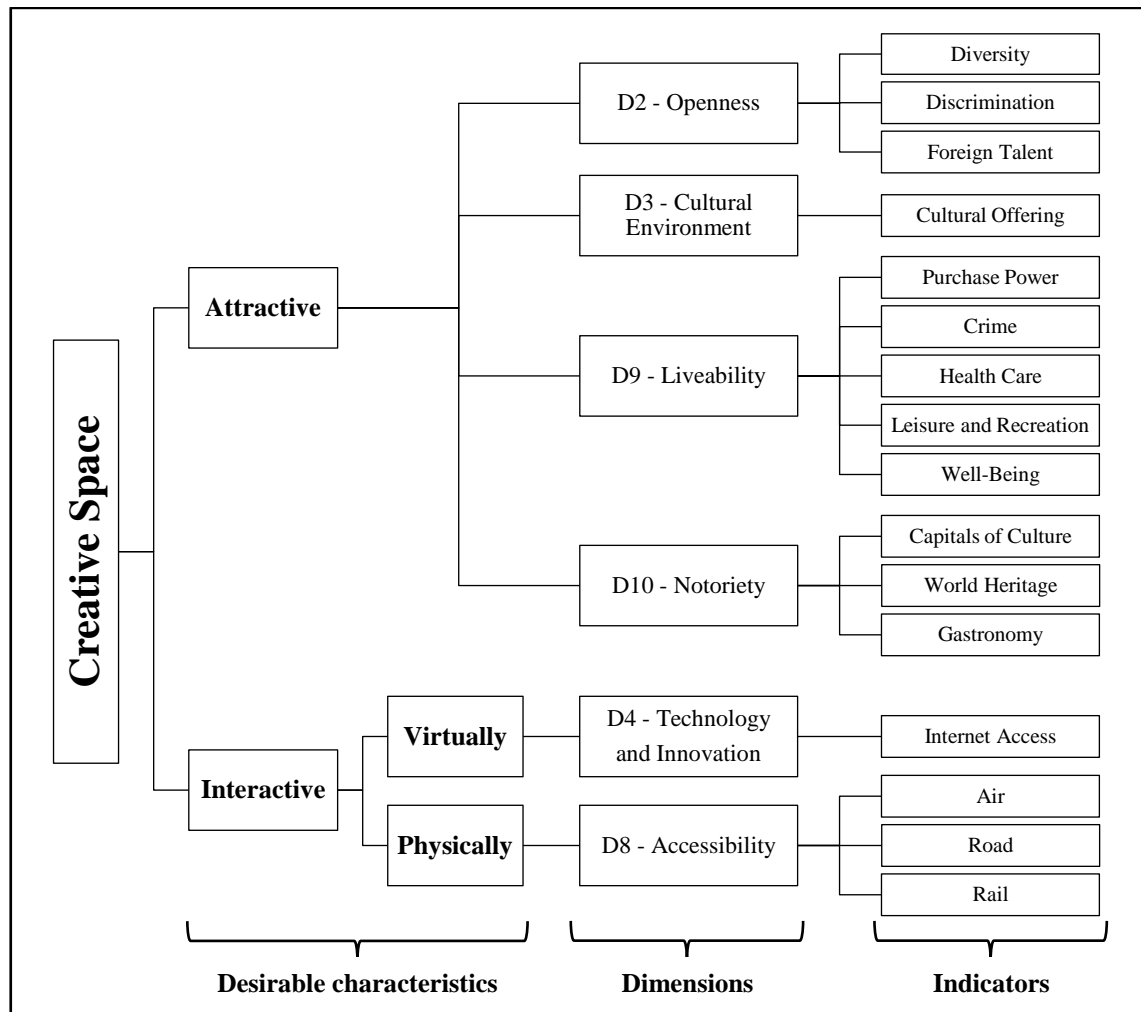 Creative Space
Attractive
Interactive
Virtually
Physically
D2 - Openness
D3 - Cultural
Environment
D9 - Liveability
D10 - Notoriety
D4 - Technology
and Innovation
D8 - Accessibility
Diversity
Discrimination
Foreign Talent
Cultural Offering
Purchase Power
Crime
Health Care
Leisure and Recreation
Well-Being
Capitals of Culture
World Heritage
Gastronomy
Internet Access
Air
Road
Rail
Desirable characteristics
Dimensions
Indicators